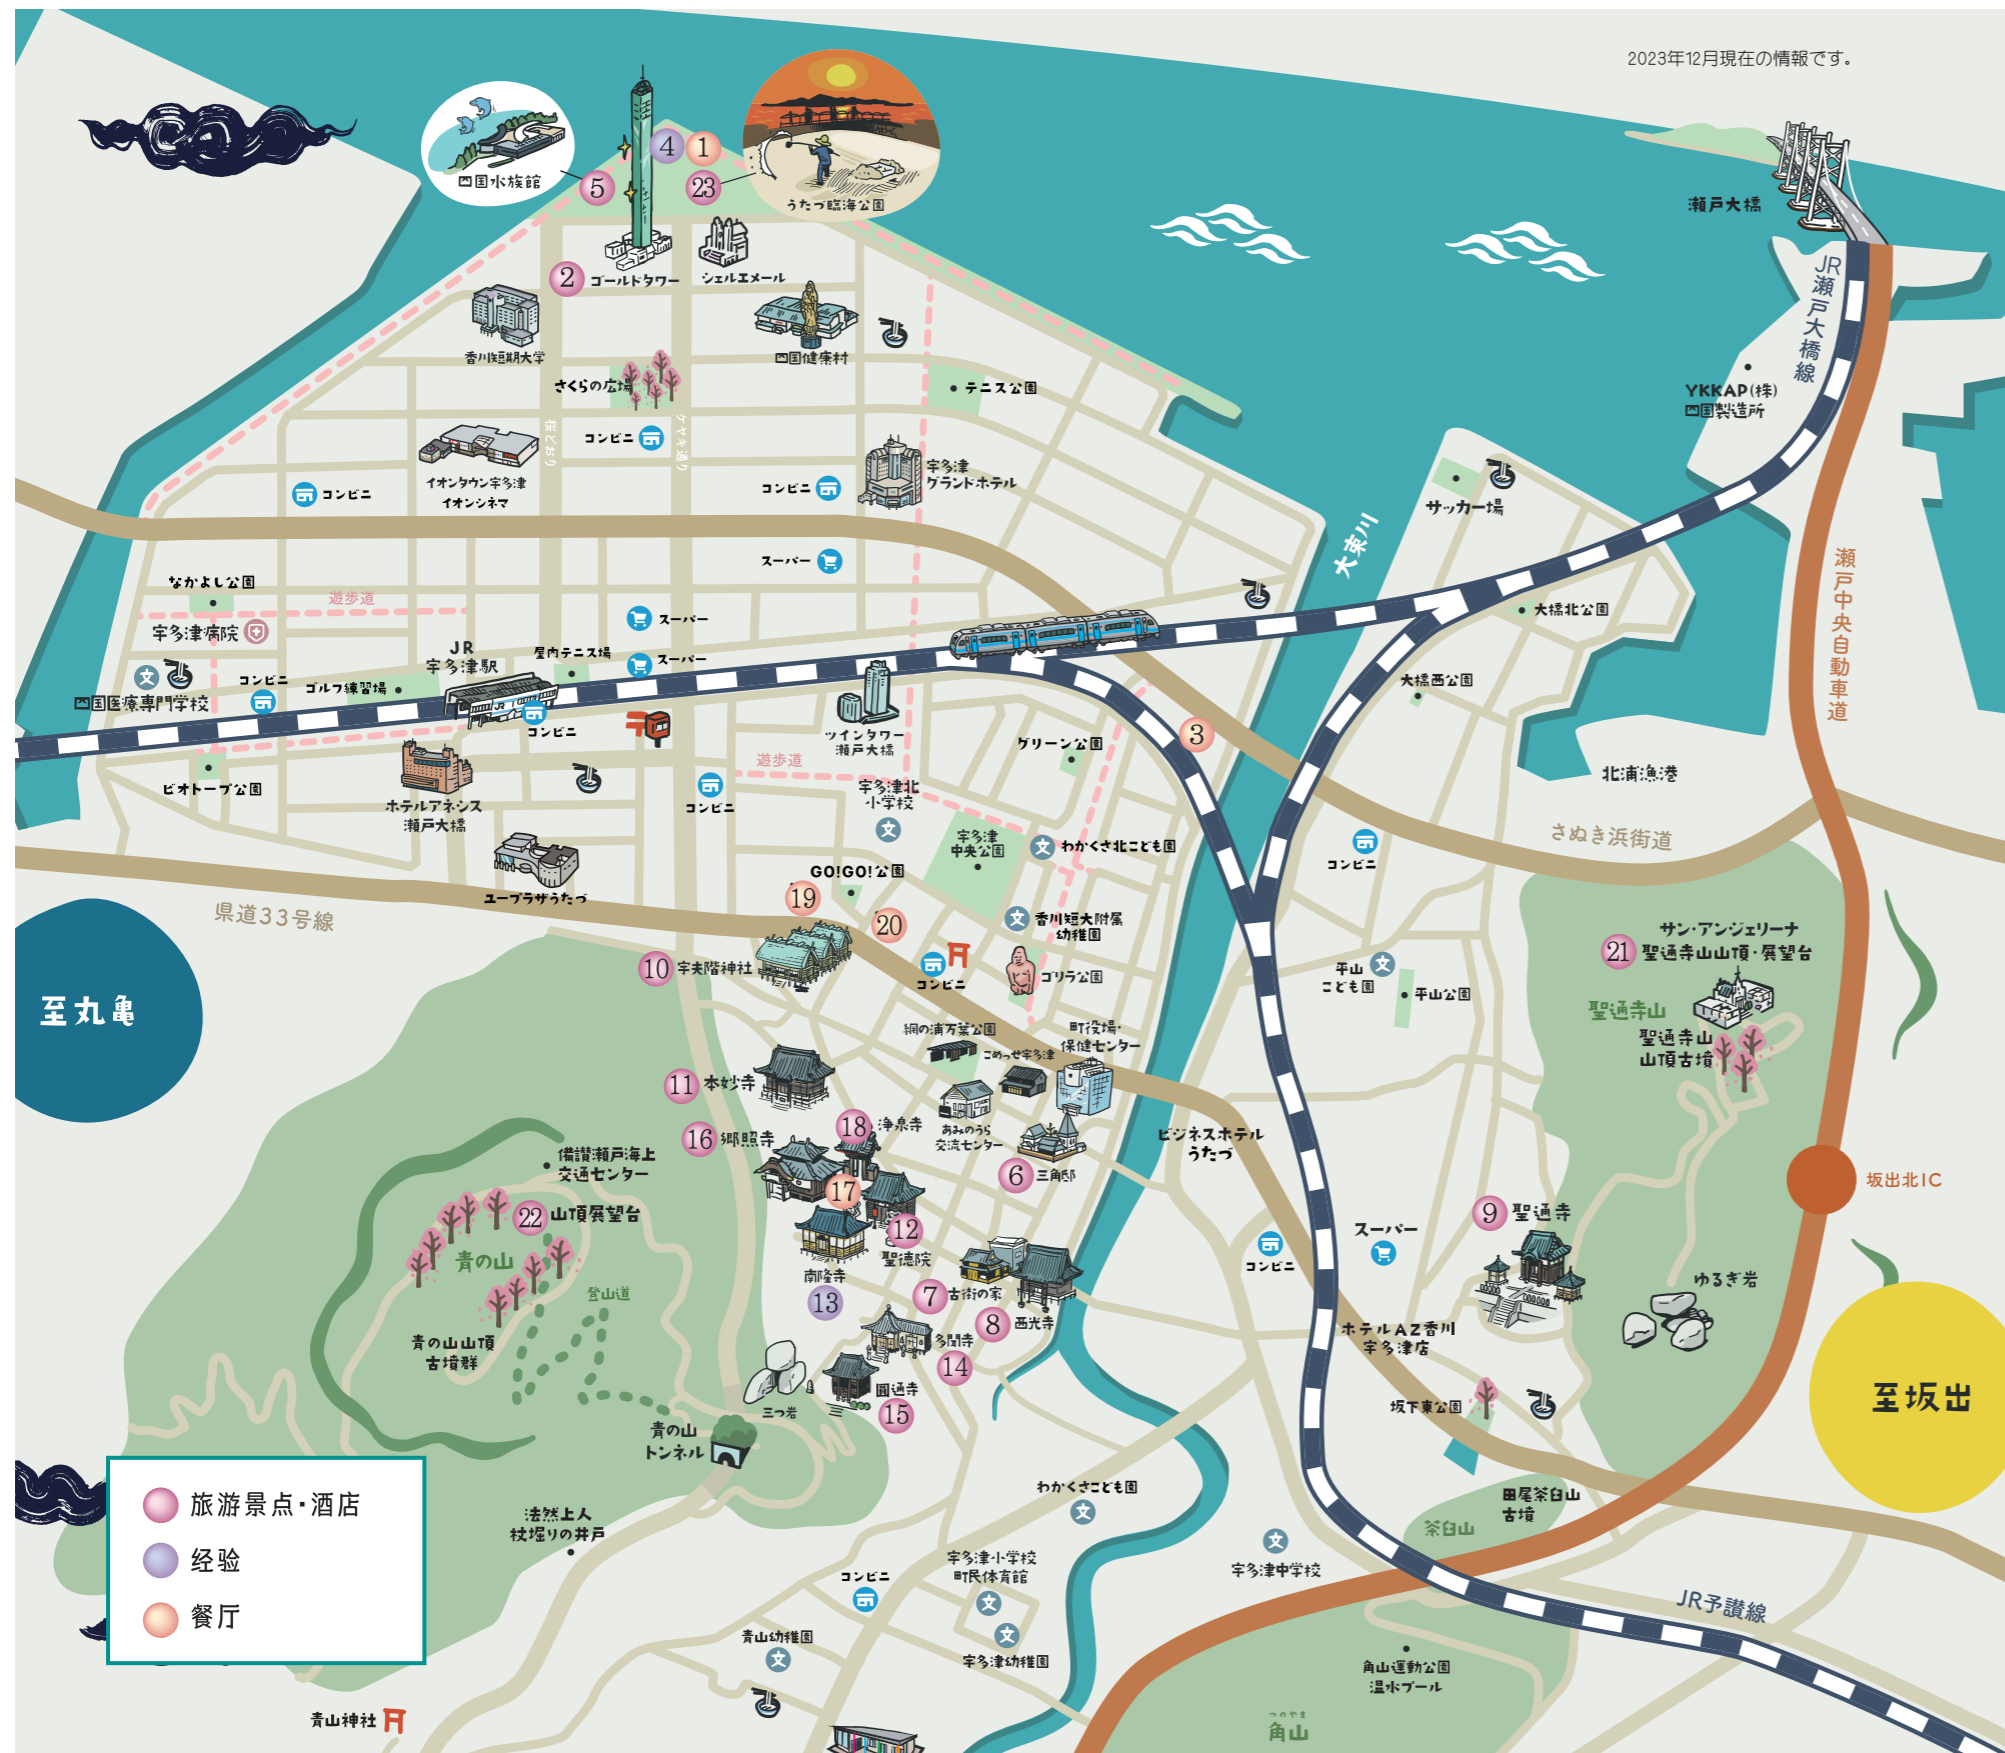 2023年12月現在の情報です。
四国水族館
5
4
1
23
うたづ臨海公園
瀬戸大橋
2
ゴールドタワー
シェルエメール
JR瀬戸大橋線
香川短期大学
四国健康村
さくらの広場
テニス公園
YKKAP(株)
四国製造所
桜どおり
ケヤキ通り
コンビニ
イオンタウン宇多津
イオンシネマ
コンビニ
コンビニ
宇多津
グランドホテル
サッカー場
大束川
スーパー
瀬戸中央自動車道
なかよし公園
遊歩道
宇多津病院
スーパー
大橋北公園
JR
宇多津駅
屋内テニス場
スーパー
文
四国医療専門学校
コンビニ
ゴルフ練習場
大橋西公園
コンビニ
ツインタワー
瀬戸大橋
3
グリーン公園
遊歩道
北浦漁港
ビオトープ公園
ホテルアネシス
瀬戸大橋
コンビニ
宇多津北
小学校
文
宇多津
中央公園
文
わかくさ北こども園
さぬき浜街道
コンビニ
ユープラザうたづ
GO!GO!公園
19
20
県道33号線
文
香川短大附属
幼稚園
サン・アンジェリーナ
21
聖通寺山山頂・展望台
10
宇夫階神社
コンビニ
ゴリラ公園
平山
こども園
文
平山公園
聖通寺山
至丸亀
網の浦万葉公園
こめっせ宇多津
町役場・
保健センター
聖通寺山
山頂古墳
11
本妙寺
16
郷照寺
18
浄泉寺
あみのうら
交流センター
ビジネスホテル
うたづ
備讃瀬戸海上
交通センター
6
三角邸
坂出北IC
17
22
山頂展望台
12
聖徳院
9
聖通寺
スーパー
青の山
南隆寺
コンビニ
登山道
13
7
古街の家
8
西光寺
ゆるぎ岩
青の山山頂
古墳群
多聞寺
14
ホテルAZ香川
宇多津店
圓通寺
15
三つ岩
坂下東公園
至坂出
青の山
トンネル
わかくさこども園
文
旅游景点・酒店
经验
餐厅
法然上人
杖堀りの井戸
田尾茶臼山
古墳
茶臼山
宇多津小学校
町民体育館
文
文
宇多津中学校
コンビニ
JR予讃線
青山幼稚園
文
文
宇多津幼稚園
角山運動公園
温水プール
青山神社
つのやま
角山